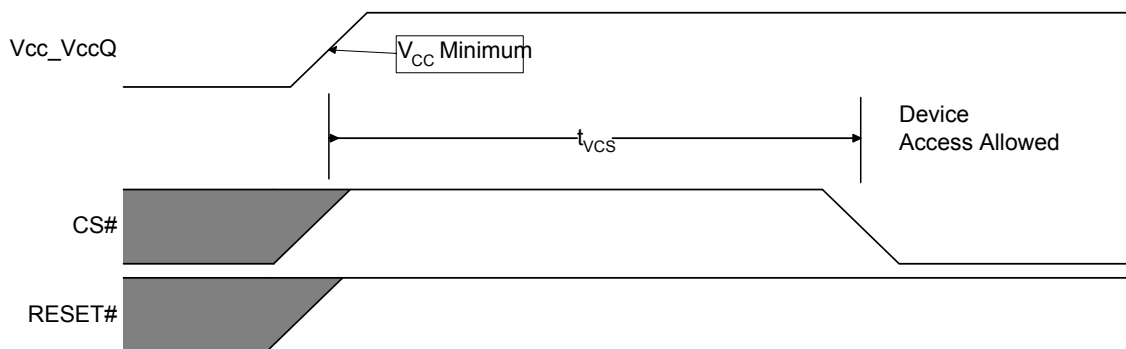 Vcc_VccQ
VCC Minimum
tVCS
Device
Access Allowed
CS#
RESET#